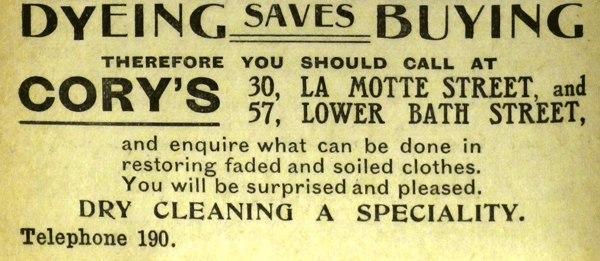 DYEING SAVES BUYING
THEREFORE YOU SHOULD CALL AT
CORY'S 30, LA MOTTE STREET, and
57, LOWER BATH STREET,
and enquire what can be done in
restoring faded and soiled clothes.
You will be surprised and pleased.
DRY CLEANING A SPECIALITY.
Telephone 190.